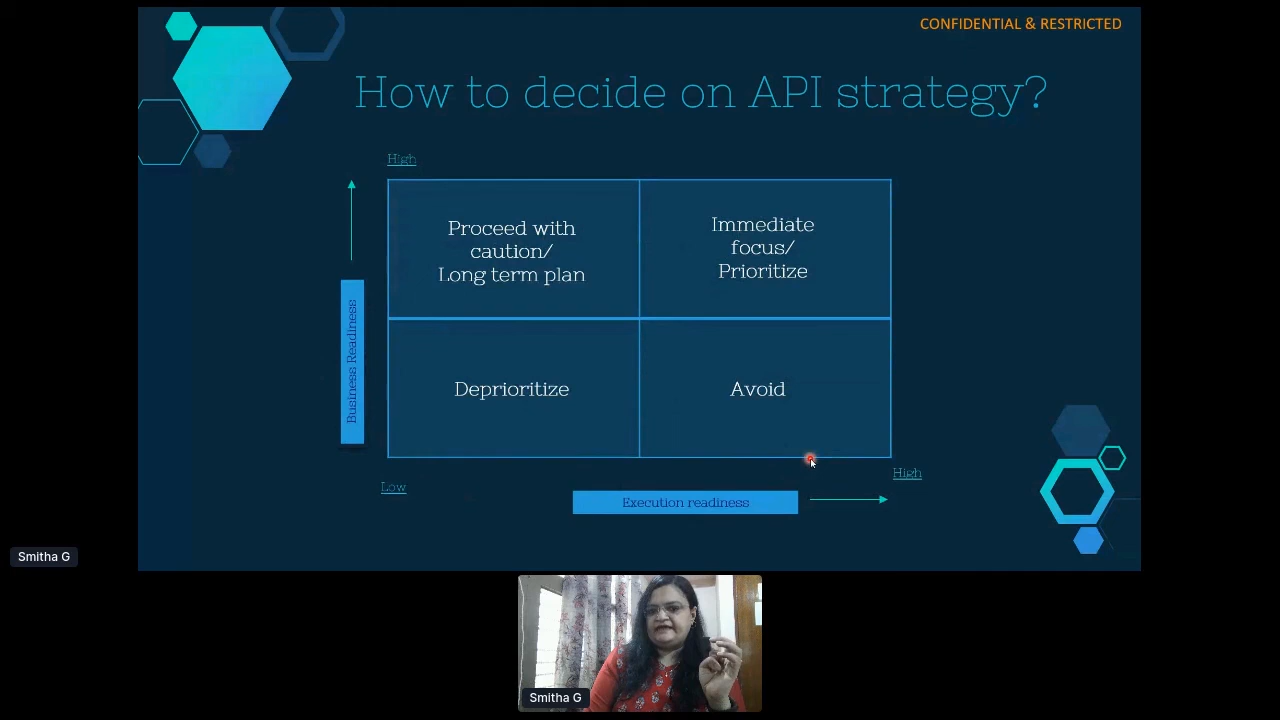 CONFIDENTIAL & RESTRICTED
How to decide on API strategy?
High
Proceed with
caution/
Long term plan
Immediate
focus/
Prioritize
Business Readiness
Deprioritize
Avoid
Low
High
Execution readiness
Smitha G
Smitha G